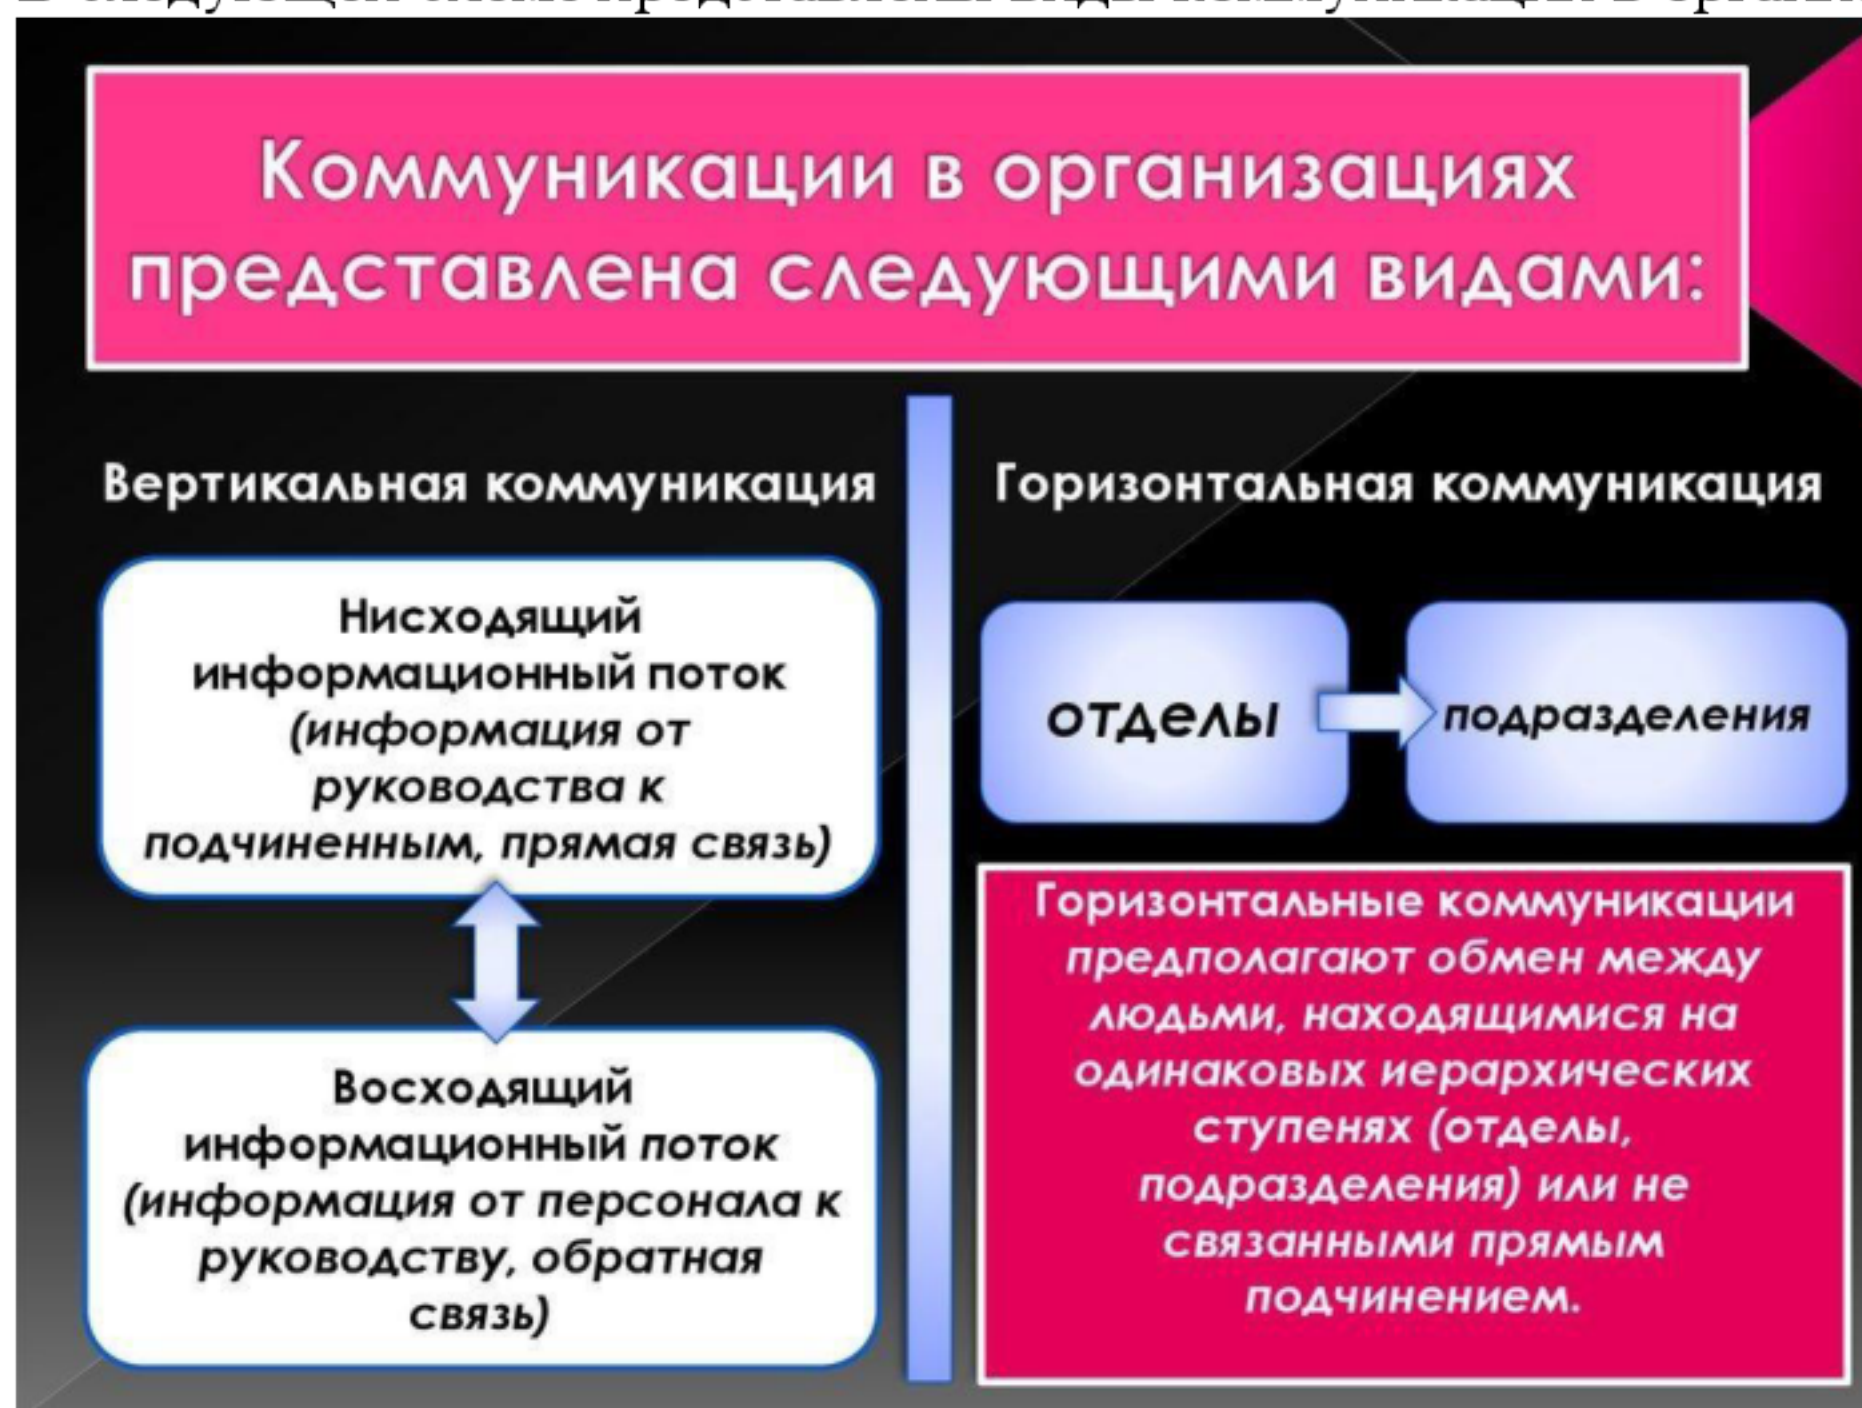 Коммуникации в организациях
представлена следующими видами:
Вертикальная коммуникация
Нисходящий
информационный поток
(информация от
руководства к
подчиненным, прямая связь)
Восходящий
информационный поток
(информация от персонала к
руководству, обратная
связь)
Горизонтальная коммуникация
отделы
подразделения
Горизонтальные коммуникации
предполагают обмен между
людьми, находящимися на
одинаковых иерархических
ступенях (отделы,
подразделения) или не
связанными прямым
подчинением.